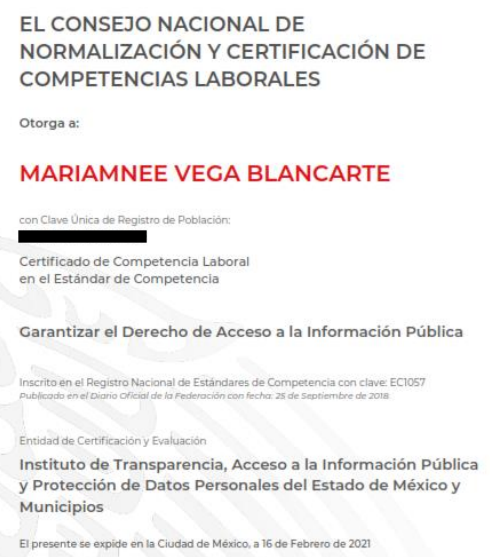 EL CONSEJO NACIONAL DE
NORMALIZACIÓN Y CERTIFICACIÓN DE
COMPETENCIAS LABORALES
Otorga a:
MARIAMNEE VEGA BLANCARTE
con Clave Única de Registro de Población:
Certificado de Competencia Laboral
en el Estándar de Competencia
Garantizar el Derecho de Acceso a la Información Pública
Inscrito en el Registro Nacional de Estándares de Competencia con clave: EC1057
Publicado en el Diario Oficial de la Federación con fecha: 25 de Septiembre de 2018
Entidad de Certificación y Evaluación
Instituto de Transparencia, Acceso a la Información Pública
y Protección de Datos Personales del Estado de México y
Municipios
El presente se expide en la Ciudad de México, a 16 de Febrero de 2021